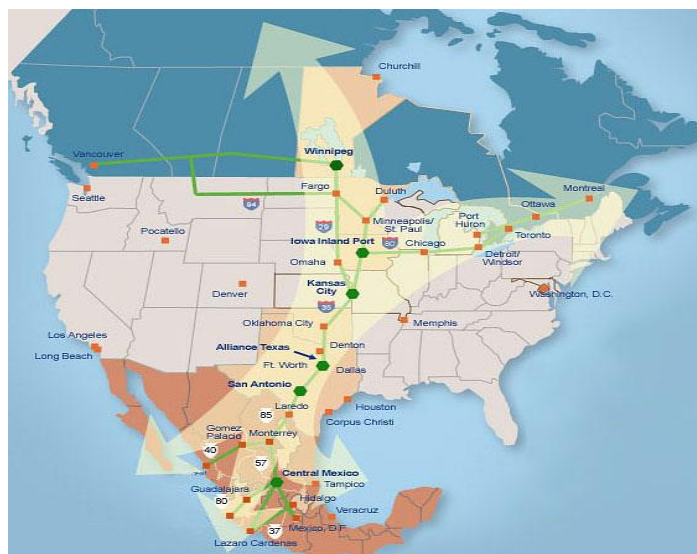 Churchill
Vancouver
Winnipeg
Seattle
Fargo
Duluth
Montreal
94
Ottawa
Minneapolis/
St. Paul
Port
Huron
Toronto
29
Pocatello
Iowa Inland Port
80
Chicago
Detroit/
Windsor
Omaha
Kansas
City
Denver
Washington, D.C.
35
Oklahoma City
Memphis
Los Angeles
Long Beach
Alliance Texas
Denton
Ft. Worth
Dallas
San Antonio
Laredo
Houston
85
Corpus Christi
Gomez
Palacio
Monterrey
40
57
Central Mexico
Guadalajara
Tampico
80
Hidalgo
Veracruz
Mexico, D.F.
37
Lazaro Cardenas